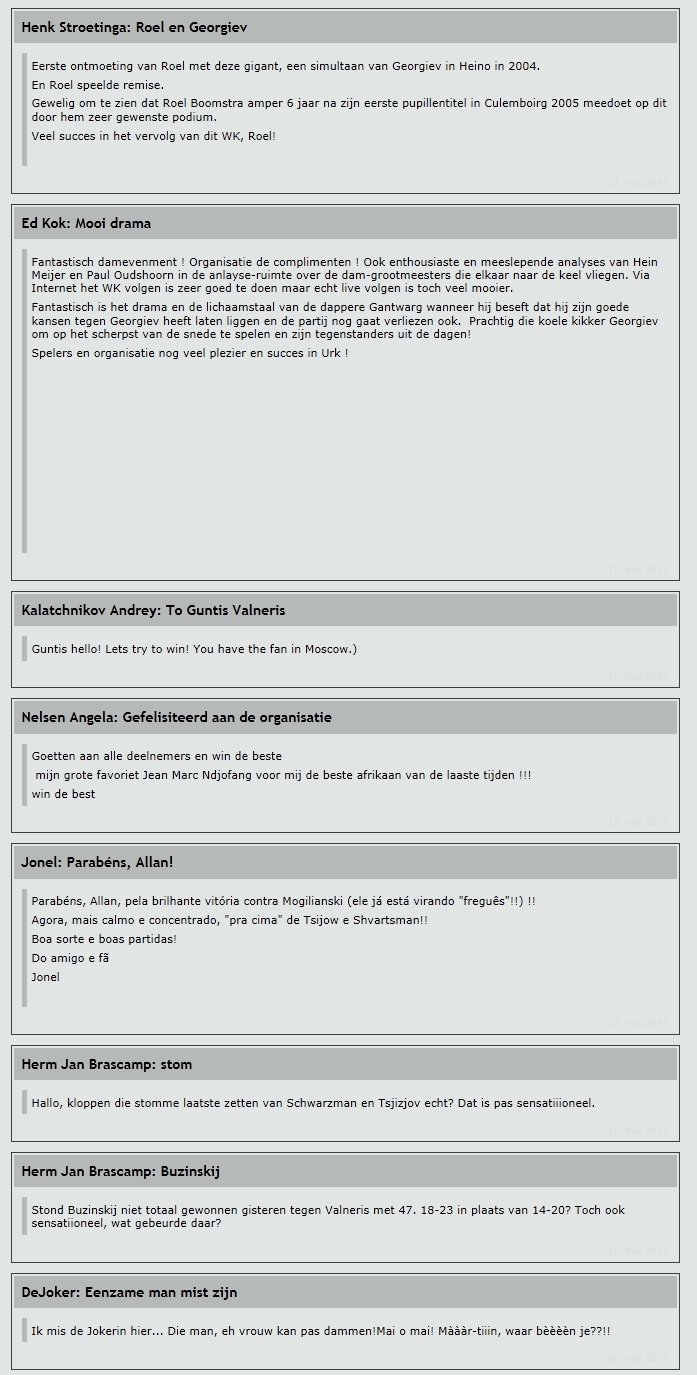 Henk Stroetinga: Roel en Georgiev
Eerste ontmoeting van Roel met deze gigant, een simultaan van Georgiev in Heino in 2004.
En Roel speelde remise.
Gewelig om te zien dat Roel Boomstra amper 6 jaar na zijn eerste pupillentitel in Culemboirg 2005 meedoet op dit
door hem zeer gewenste podium.
Veel succes in het vervolg van dit WK, Roel!
Ed Kok: Mooi drama
Fantastisch damevenment ! Organisatie de complimenten ! Ook enthousiaste en meeslepende analyses van Hein
Meijer en Paul Oudshoorn in de anlayse-ruimte over de dam-grootmeesters die elkaar naar de keel vliegen. Via
Internet het WK volgen is zeer goed te doen maar echt live volgen is toch veel mooier.
Fantastisch is het drama en de lichaamstaal van de dappere Gantwarg wanneer hij beseft dat hij zijn goede
kansen tegen Georgiev heeft laten liggen en de partij nog gaat verliezen ook.  Prachtig die koele kikker Georgiev
om op het scherpst van de snede te spelen en zijn tegenstanders uit de dagen!
Spelers en organisatie nog veel plezier en succes in Urk !
Kalatchnikov Andrey: To Guntis Valneris
Guntis hello! Lets try to win! You have the fan in Moscow.)
Nelsen Angela: Gefelisiteerd aan de organisatie
Goetten aan alle deelnemers en win de beste
mijn grote favoriet Jean Marc Ndjofang voor mij de beste afrikaan van de laaste tijden !!!
win de best
Jonel: Parabéns, Allan!
Parabéns, Allan, pela brilhante vitória contra Mogilianski (ele já está virando "freguês"!!) !!
Agora, mais calmo e concentrado, "pra cima" de Tsijow e Shvartsman!!
Boa sorte e boas partidas!
Do amigo e fã
Jonel
Herm Jan Brascamp: stom
Hallo, kloppen die stomme laatste zetten van Schwarzman en Tsjizjov echt? Dat is pas sensatiiioneel.
Herm Jan Brascamp: Buzinskij
Stond Buzinskij niet totaal gewonnen gisteren tegen Valneris met 47. 18-23 in plaats van 14-20? Toch ook
sensatiioneel, wat gebeurde daar?
DeJoker: Eenzame man mist zijn
Ik mis de Jokerin hier... Die man, eh vrouw kan pas dammen!Mai o mai! Màààr-tiiin, waar bèèèèn je??!!